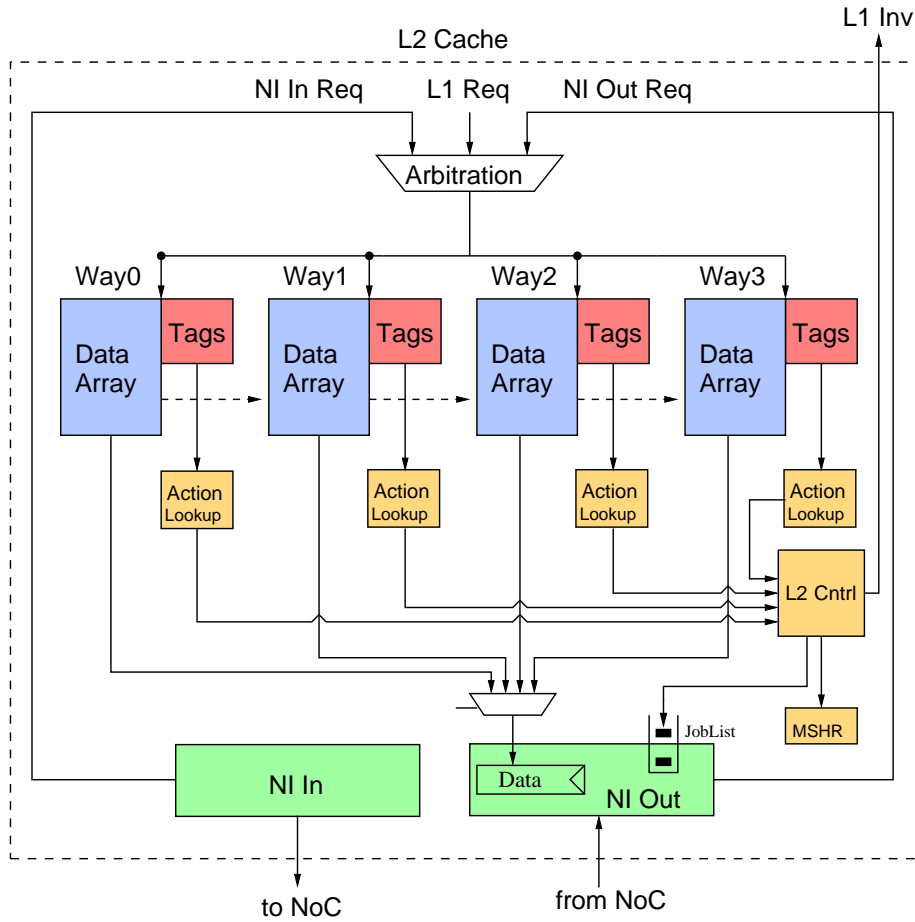 L1 Inv
L2 Cache
NI In Req
L1 Req
NI Out Req
Arbitration
Way0
Way1
Way2
Way3
Data
Array
Tags
Data
Array
Tags
Data
Array
Tags
Data
Array
Tags
Action
Lookup
Action
Lookup
Action
Lookup
Action
Lookup
L2 Cntrl
JobList
MSHR
NI In
Data
NI Out
to NoC
from NoC